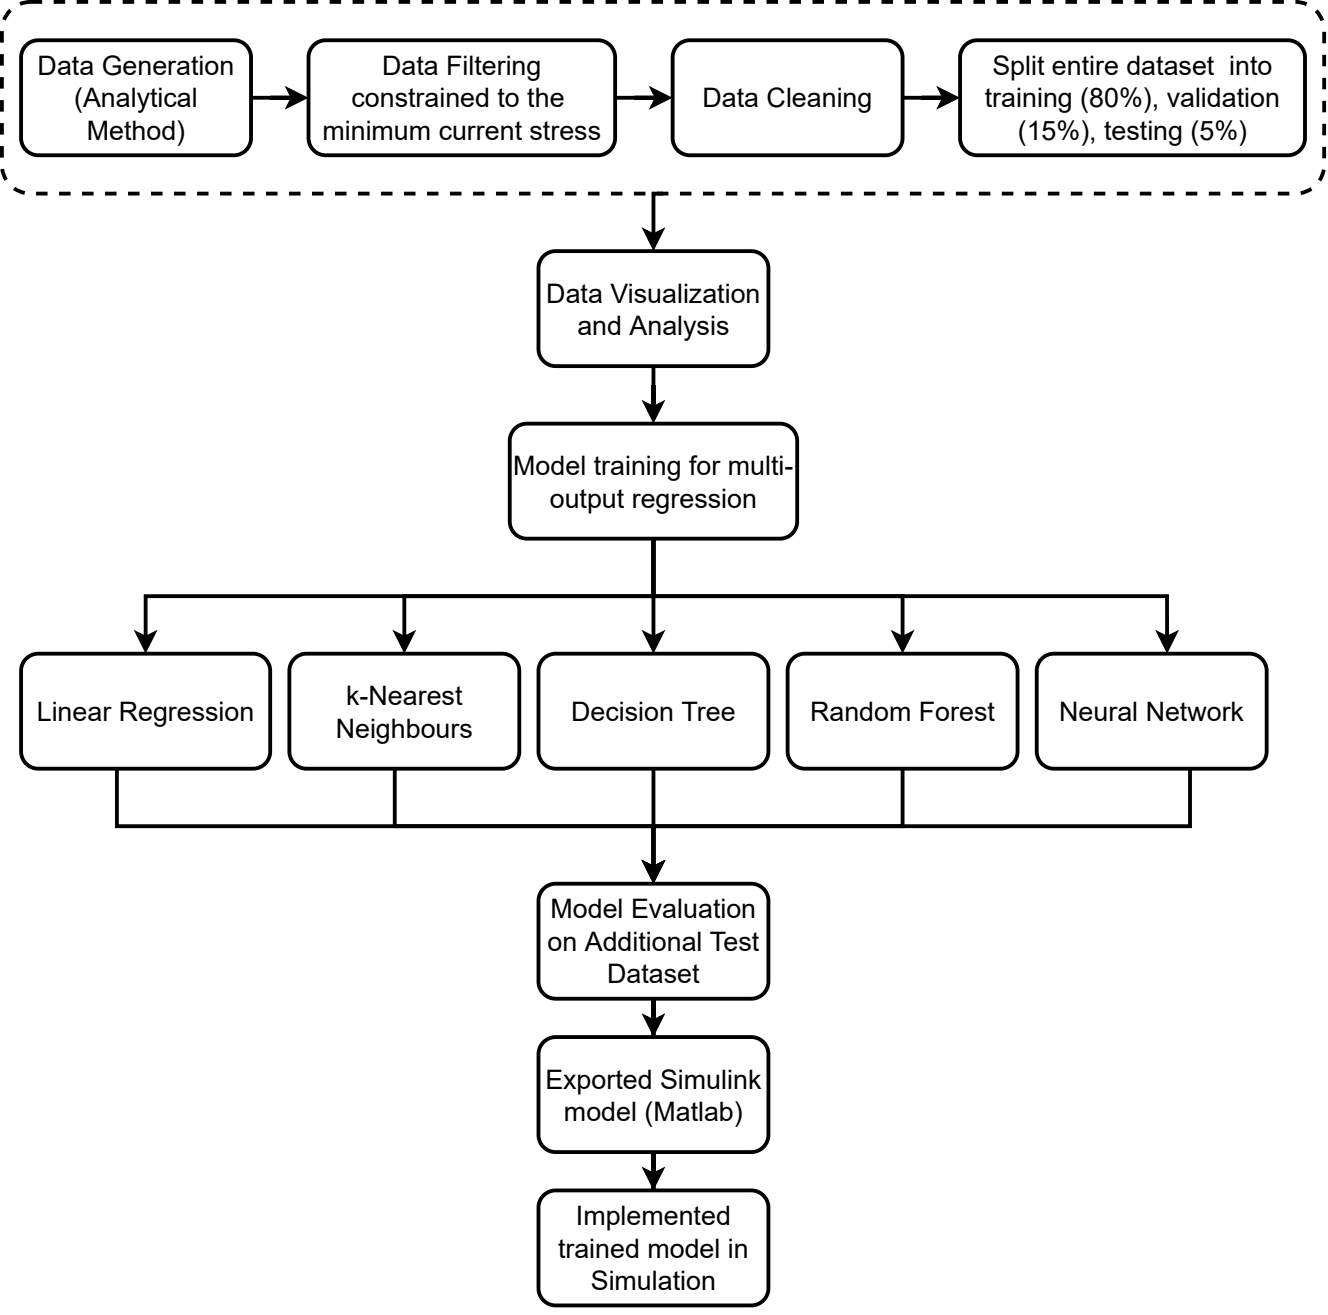 Data Generation
(Analytical
Method)
Data Filtering
constrained to the
minimum current stress
Data Cleaning
Split entire dataset into
training (80%), validation
(15%), testing (5%)
Data Visualization
and Analysis
Model training for multi-
output regression
Linear Regression
k-Nearest
Neighbours
Decision Tree
Random Forest
Neural Network
Model Evaluation
on Additional Test
Dataset
Exported Simulink
model (Matlab)
Implemented
trained model in
Simulation